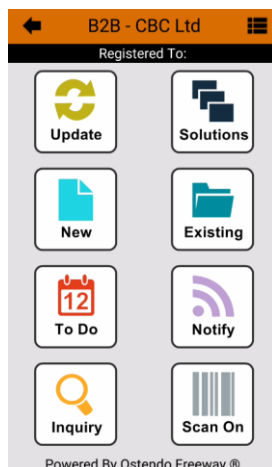 B2B - CBC Ltd
Registered To:
Update
Solutions
New
Existing
12
To Do
Notify
Inquiry
Scan On
Powered By Ostendo Freeway ®